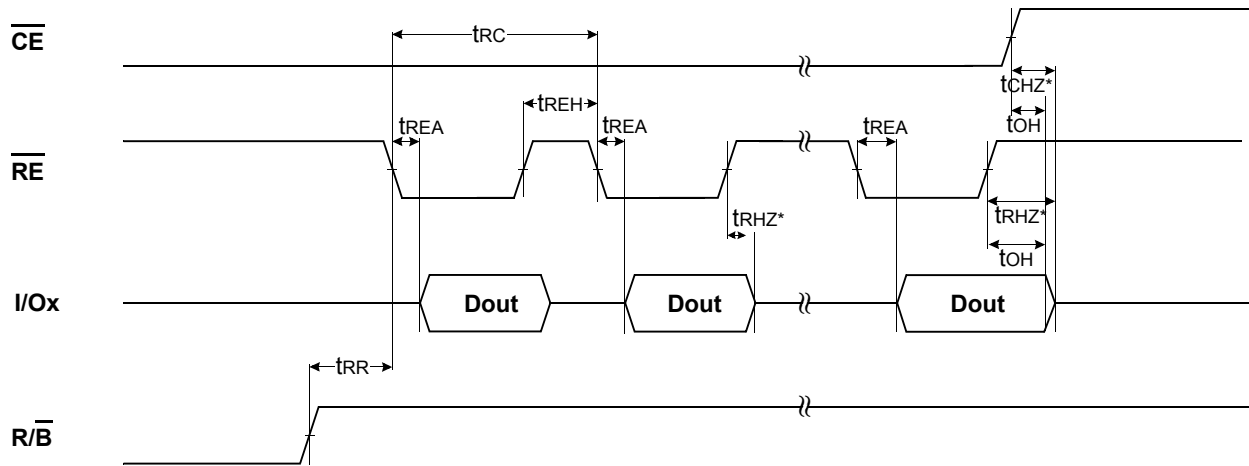 CE
tRC
tCHZ*
tREH
tREA
tREA
tREA
tOH
RE
tRHZ*
tRHZ*
tOH
I/Ox
Dout
Dout
Dout
tRR
R/B